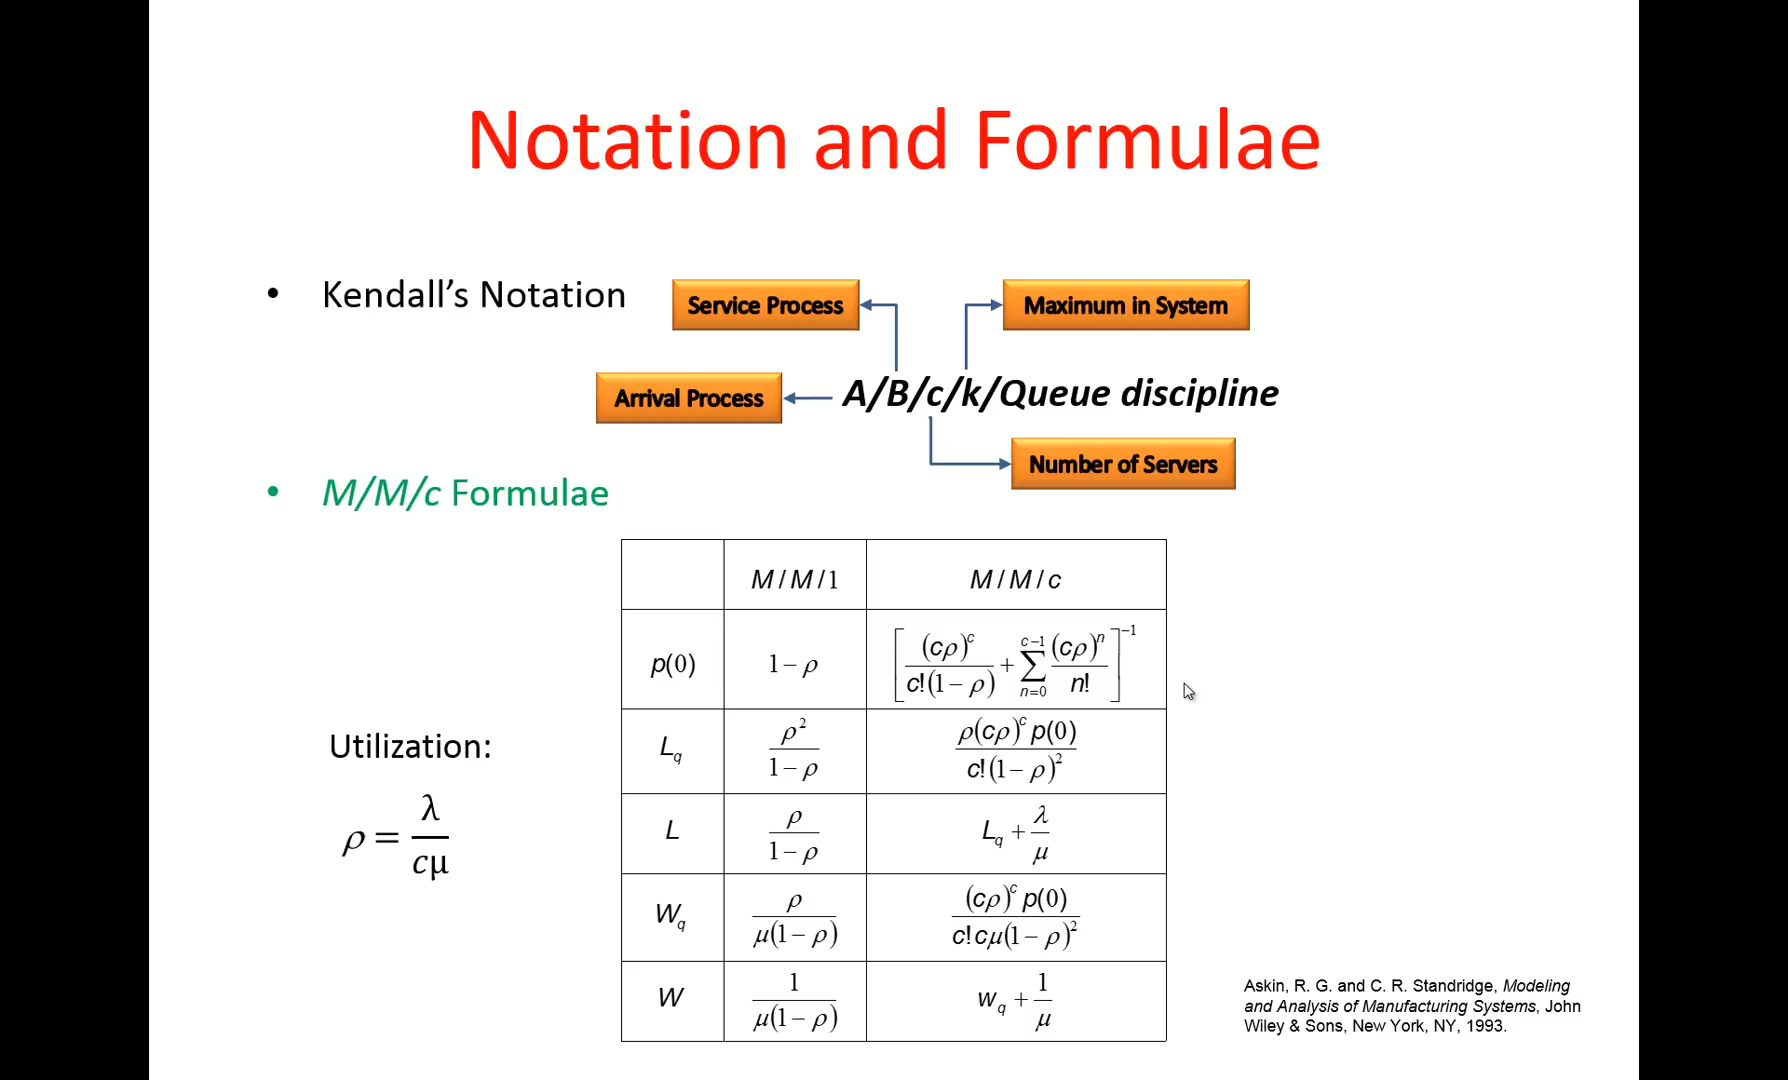 Notation and Formulae
• Kendall’s Notation
Service Process
Maximum in System
Arrival Process
A/B/c/k/Queue discipline
Number of Servers
• M/M/c Formulae
M/M/1 M/M/c
p(0) 1−ρ [(cρ)^c/(c!(1−ρ)) + ∑_{n=0}^{c−1} (cρ)^n/n!]^{−1}
L_q ρ^2/(1−ρ) ρ(cρ)^c p(0)/(c!(1−ρ)^2)
L ρ/(1−ρ) L_q + λ/μ
W_q ρ/(μ(1−ρ)) (cρ)^c p(0)/(c!cμ(1−ρ)^2)
W 1/(μ(1−ρ)) w_q + 1/μ
Utilization:
ρ = λ/(cμ)
Askin, R. G. and C. R. Standridge, Modeling
and Analysis of Manufacturing Systems, John
Wiley & Sons, New York, NY, 1993.